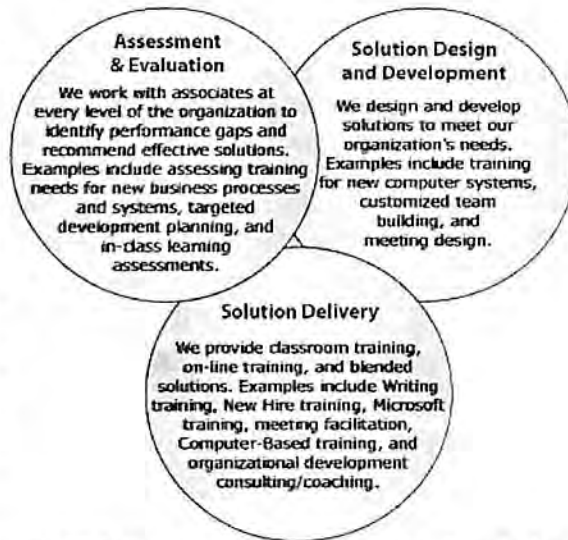 Assessment
& Evaluation
We work with associates at
every level of the organization to
identify performance gaps and
recommend effective solutions.
Examples include assessing training
needs for new business processes
and systems, targeted
development planning, and
in-class learning
assessments.
Solution Design
and Development
We design and develop
solutions to meet our
organization's needs.
Examples include training
for new computer systems,
customized team
building, and
meeting design.
Solution Delivery
We provide classroom training,
on-line training, and blended
solutions. Examples include Writing
training, New Hire training, Microsoft
training, meeting facilitation,
Computer-Based training, and
organizational development
consulting/coaching.